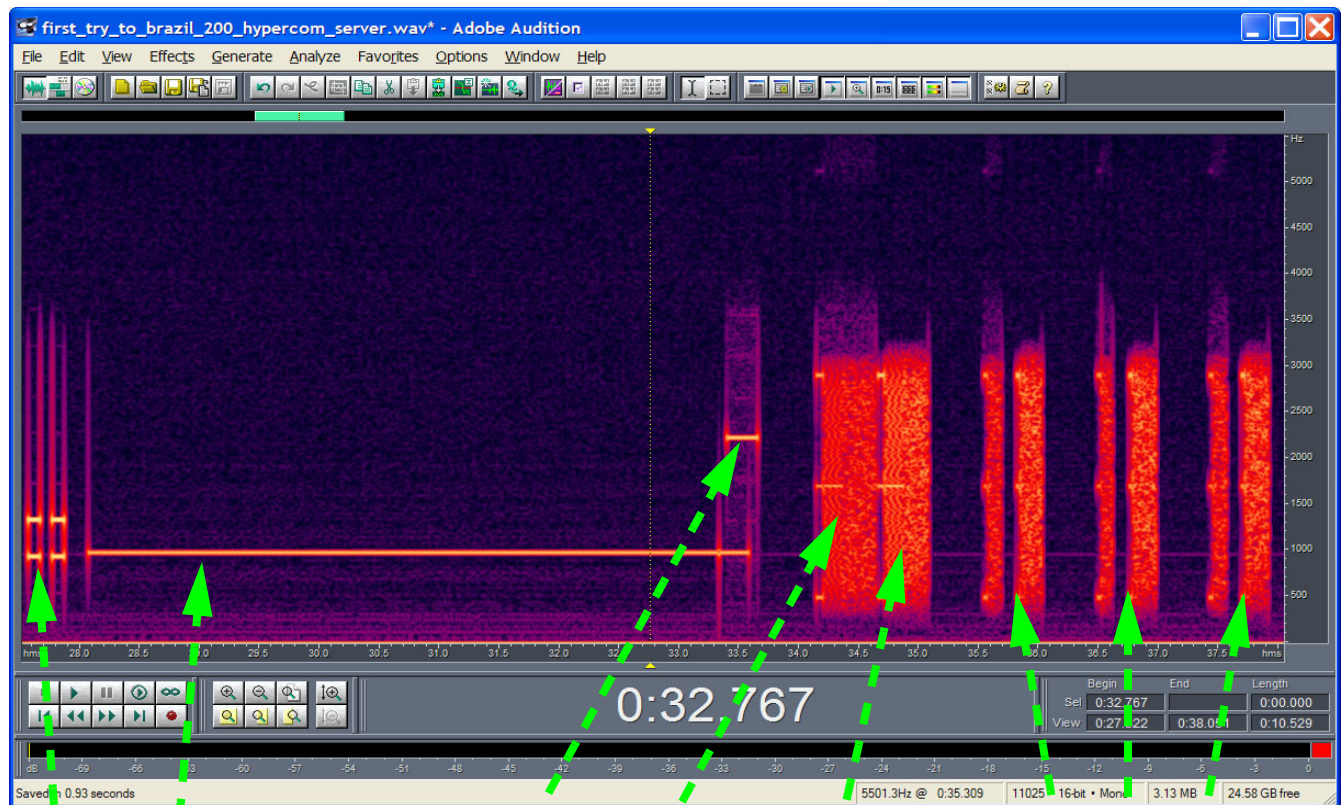 first_try_to_brazil_200_hypercom_server.wav* - Adobe Audition
File Edit View Effects Generate Analyze Favorites Options Window Help
Hz
5000
4500
4000
3500
3000
2500
2000
1500
1000
500
hms 28.0 28.5 29.5 30.0 30.5 31.0 31.5 32.0 33.0 33.5 34.0 34.5 35.0 35.5 36.5 37.0 37.5 hms
0:32.767
Begin End Length
Sel 0:32.767 0:00.000
View 0:27.522 0:38.051 0:10.529
dB -69 -66 -63 -60 -57 -54 -51 -48 -45 -42 -39 -36 -33 -30 -27 -24 -21 -18 -15 -12 -9 -6 -3 0
Saved in 0.93 seconds 5501.3Hz @ 0:35.309 11025 • 16-bit • Mono 3.13 MB 24.58 GB free